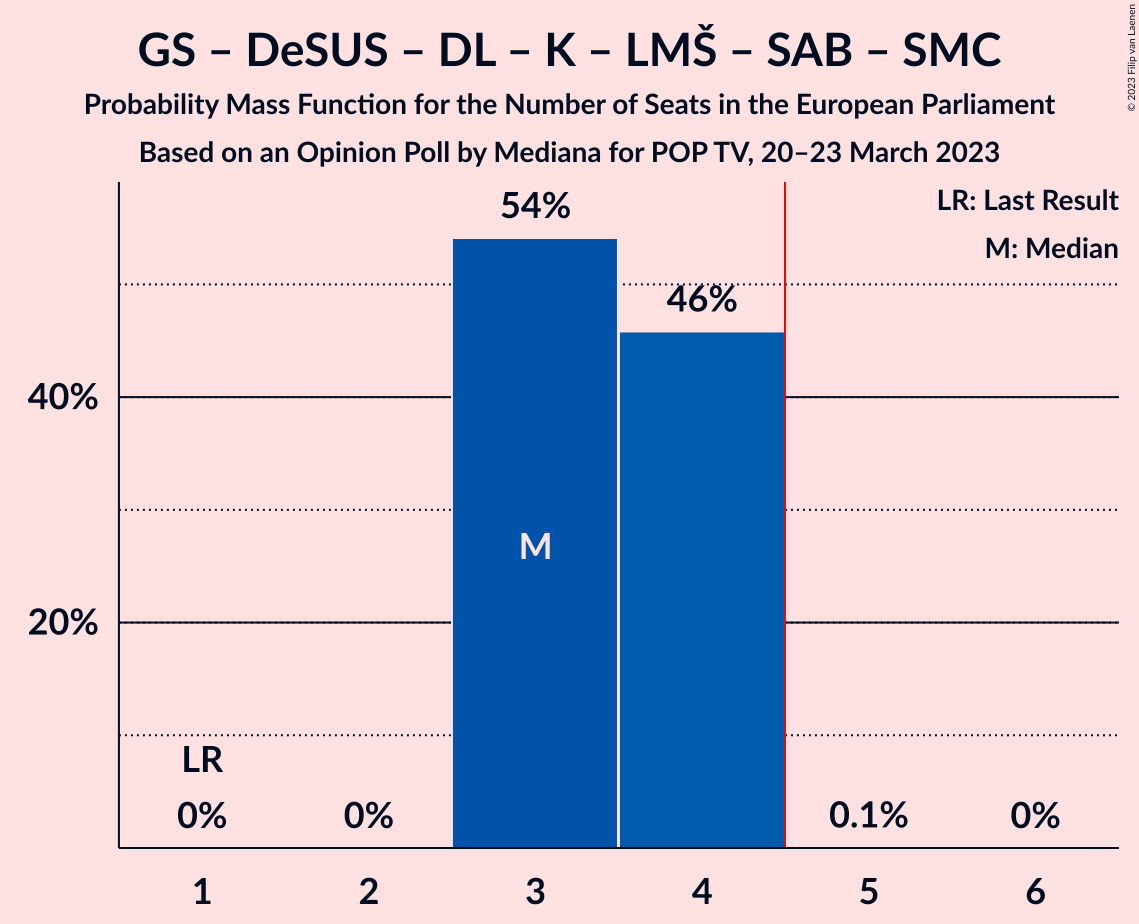 GS – DeSUS – DL – K – LMŠ – SAB – SMC
Probability Mass Function for the Number of Seats in the European Parliament
Based on an Opinion Poll by Mediana for POP TV, 20–23 March 2023
© 2023 Filip van Laenen
LR: Last Result
M: Median
54%
46%
40%
M
20%
LR
0%
0%
0.1%
0%
1
2
3
4
5
6